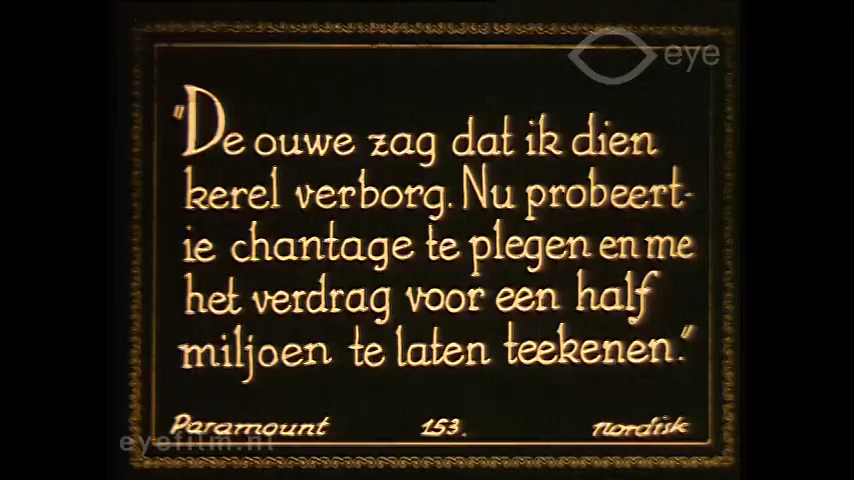 eye
"De ouwe zag dat ik dien
kerel verborg. Nu probeert-
ie chantage te plegen en me
het verdrag voor een half
miljoen te laten teekenen."
Paramount 153. nordisk
eyefilm.nl